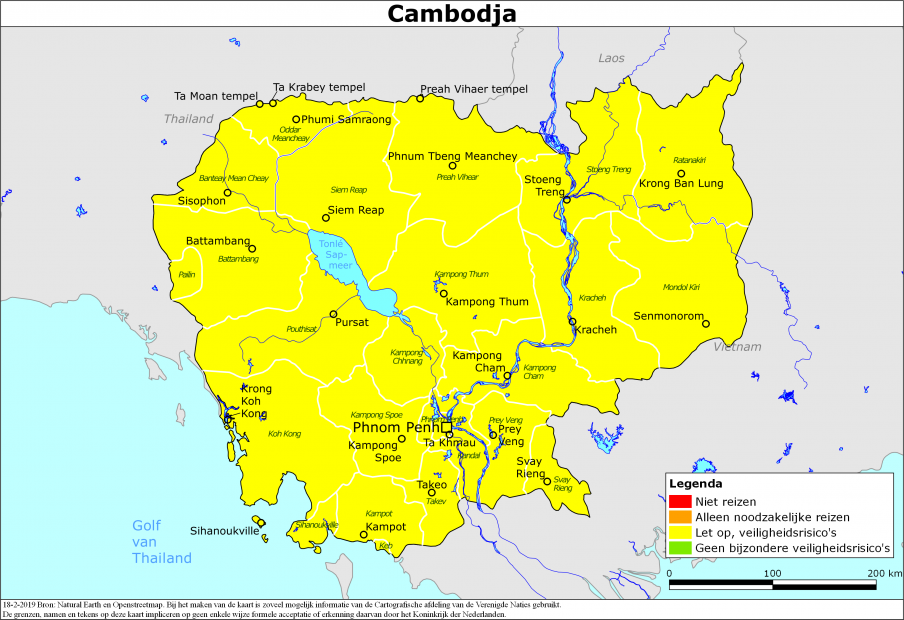 Cambodja
Laos
Thailand
Ta Moan tempel
Ta Krabey tempel
Preah Vihaer tempel
Phumi Samraong
Oddar
Meancheay
Phnum Tbeng Meanchey
Preah Vihear
Stoeng Treng
Ratanakiri
Krong Ban Lung
Stoeng
Treng
Banteay Mean Cheay
Sisophon
Siem Reap
Siem Reap
Battambang
Battambang
Pailin
Tonlé
Sap-
meer
Kampong Thum
Kampong Thum
Kracheh
Kracheh
Mondol Kiri
Senmonorom
Vietnam
Pursat
Pouthisat
Kampong
Chhnang
Kampong
Cham
Kampong
Cham
Krong
Koh
Kong
Koh Kong
Kampong Spoe
Phnom Penh
Phnom Penh
Ta Khmau
Kandal
Kampong
Spoe
Prey Veng
Prey
Veng
Svay
Rieng
Svay
Rieng
Takeo
Takev
Kampot
Kampot
Keb
Sihanoukville
Sihanoukville
Golf
van
Thailand
Legenda
Niet reizen
Alleen noodzakelijke reizen
Let op, veiligheidsrisico's
Geen bijzondere veiligheidsrisico's
0 100 200 km
18-2-2019 Bron: Natural Earth en Openstreetmap. Bij het maken van de kaart is zoveel mogelijk informatie van de Cartografische afdeling van de Verenigde Naties gebruikt.
De grenzen, namen en tekens op deze kaart impliceren op geen enkele wijze formele acceptatie of erkenning daarvan door het Koninkrijk der Nederlanden.